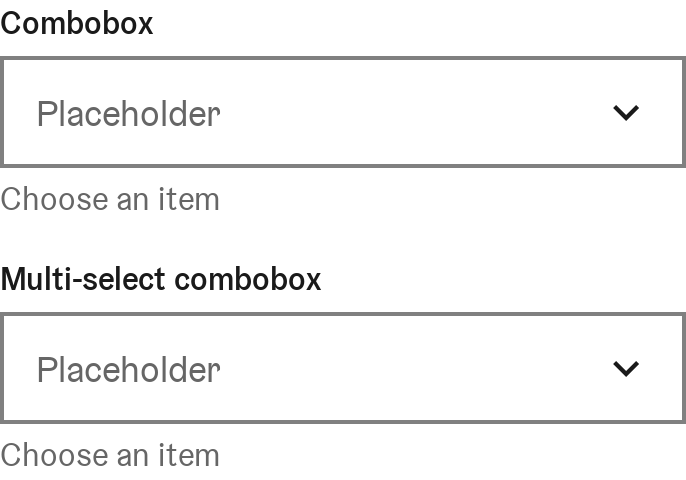 Combobox
Placeholder
Choose an item
Multi-select combobox
Placeholder
Choose an item